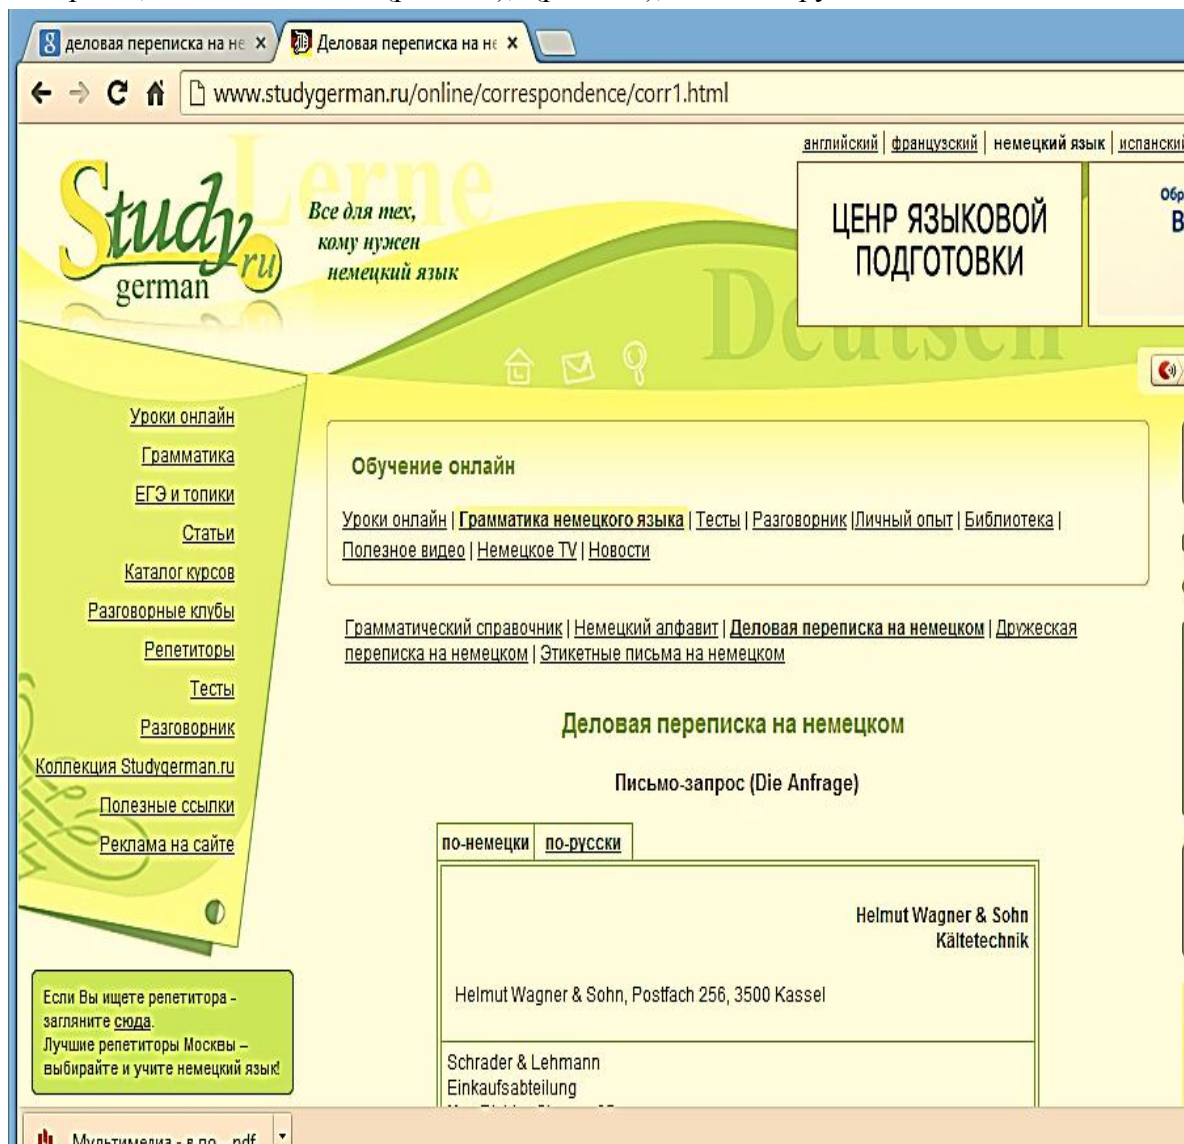 деловая переписка на не
Деловая переписка на не
www.studygerman.ru/online/correspondence/corr1.html
английский | французский | немецкий язык | испански
Lerne
Study.ru
german
Все для тех,
кому нужен
немецкий язык
ЦЕНР ЯЗЫКОВОЙ
ПОДГОТОВКИ
Обр
В
Deutsch
Уроки онлайн
Грамматика
ЕГЭ и топики
Статьи
Каталог курсов
Разговорные клубы
Репетиторы
Тесты
Разговорник
Коллекция Studygerman.ru
Полезные ссылки
Реклама на сайте
Если Вы ищете репетитора -
загляните сюда.
Лучшие репетиторы Москвы –
выбирайте и учите немецкий язык!
Обучение онлайн
Уроки онлайн | Грамматика немецкого языка | Тесты | Разговорник |Личный опыт | Библиотека |
Полезное видео | Немецкое TV | Новости
Грамматический справочник | Немецкий алфавит | Деловая переписка на немецком | Дружеская
переписка на немецком | Этикетные письма на немецком
Деловая переписка на немецком
Письмо-запрос (Die Anfrage)
по-немецки по-русски
Helmut Wagner & Sohn
Kältetechnik
Helmut Wagner & Sohn, Postfach 256, 3500 Kassel
Schrader & Lehmann
Einkaufsabteilung
Мультимедиа - в по....pdf